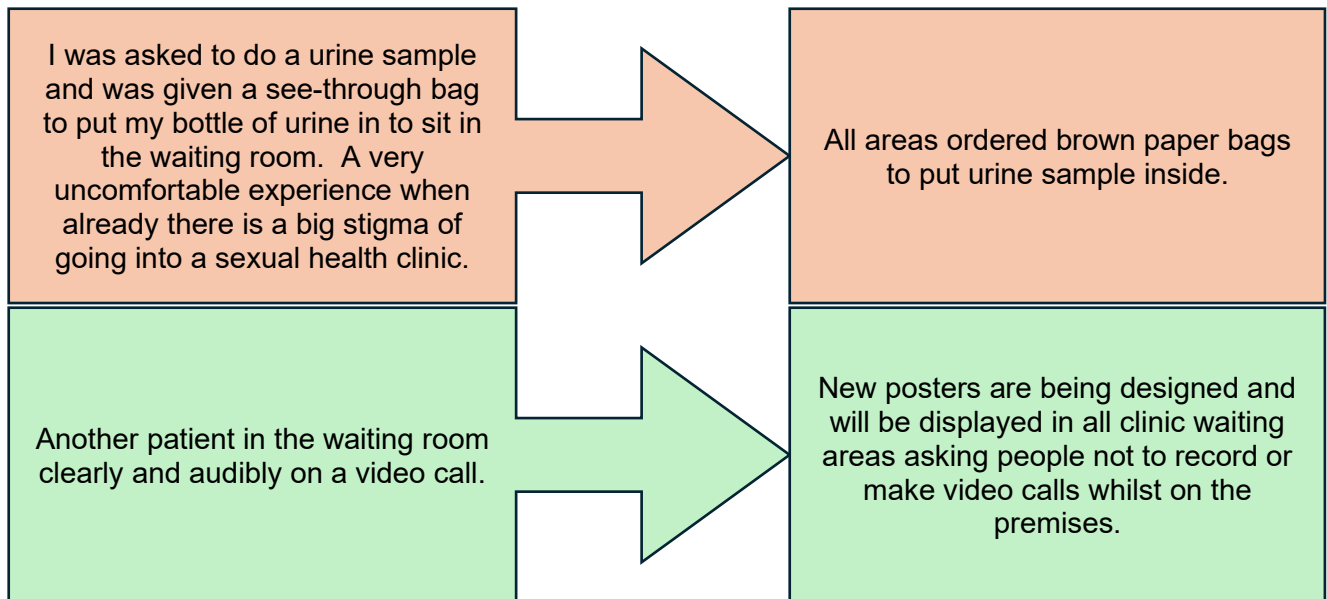 I was asked to do a urine sample
and was given a see-through bag
to put my bottle of urine in to sit in
the waiting room.  A very
uncomfortable experience when
already there is a big stigma of
going into a sexual health clinic.
All areas ordered brown paper bags
to put urine sample inside.
Another patient in the waiting room
clearly and audibly on a video call.
New posters are being designed and
will be displayed in all clinic waiting
areas asking people not to record or
make video calls whilst on the
premises.